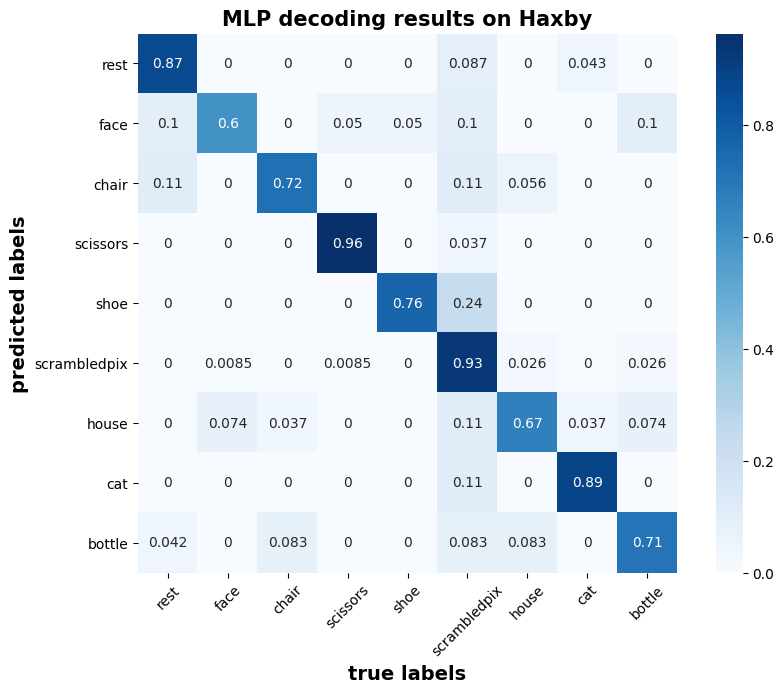 MLP decoding results on Haxby
predicted labels
rest 0.87 0 0 0 0 0.087 0 0.043 0
face 0.1 0.6 0 0.05 0.05 0.1 0 0 0.1
chair 0.11 0 0.72 0 0 0.11 0.056 0 0
scissors 0 0 0 0.96 0 0.037 0 0 0
shoe 0 0 0 0 0.76 0.24 0 0 0
scrambledpix 0 0.0085 0 0.0085 0 0.93 0.026 0 0.026
house 0 0.074 0.037 0 0 0.11 0.67 0.037 0.074
cat 0 0 0 0 0 0.11 0 0.89 0
bottle 0.042 0 0.083 0 0 0.083 0.083 0 0.71
rest face chair scissors shoe scrambledpix house cat bottle
true labels
0.8
0.6
0.4
0.2
0.0